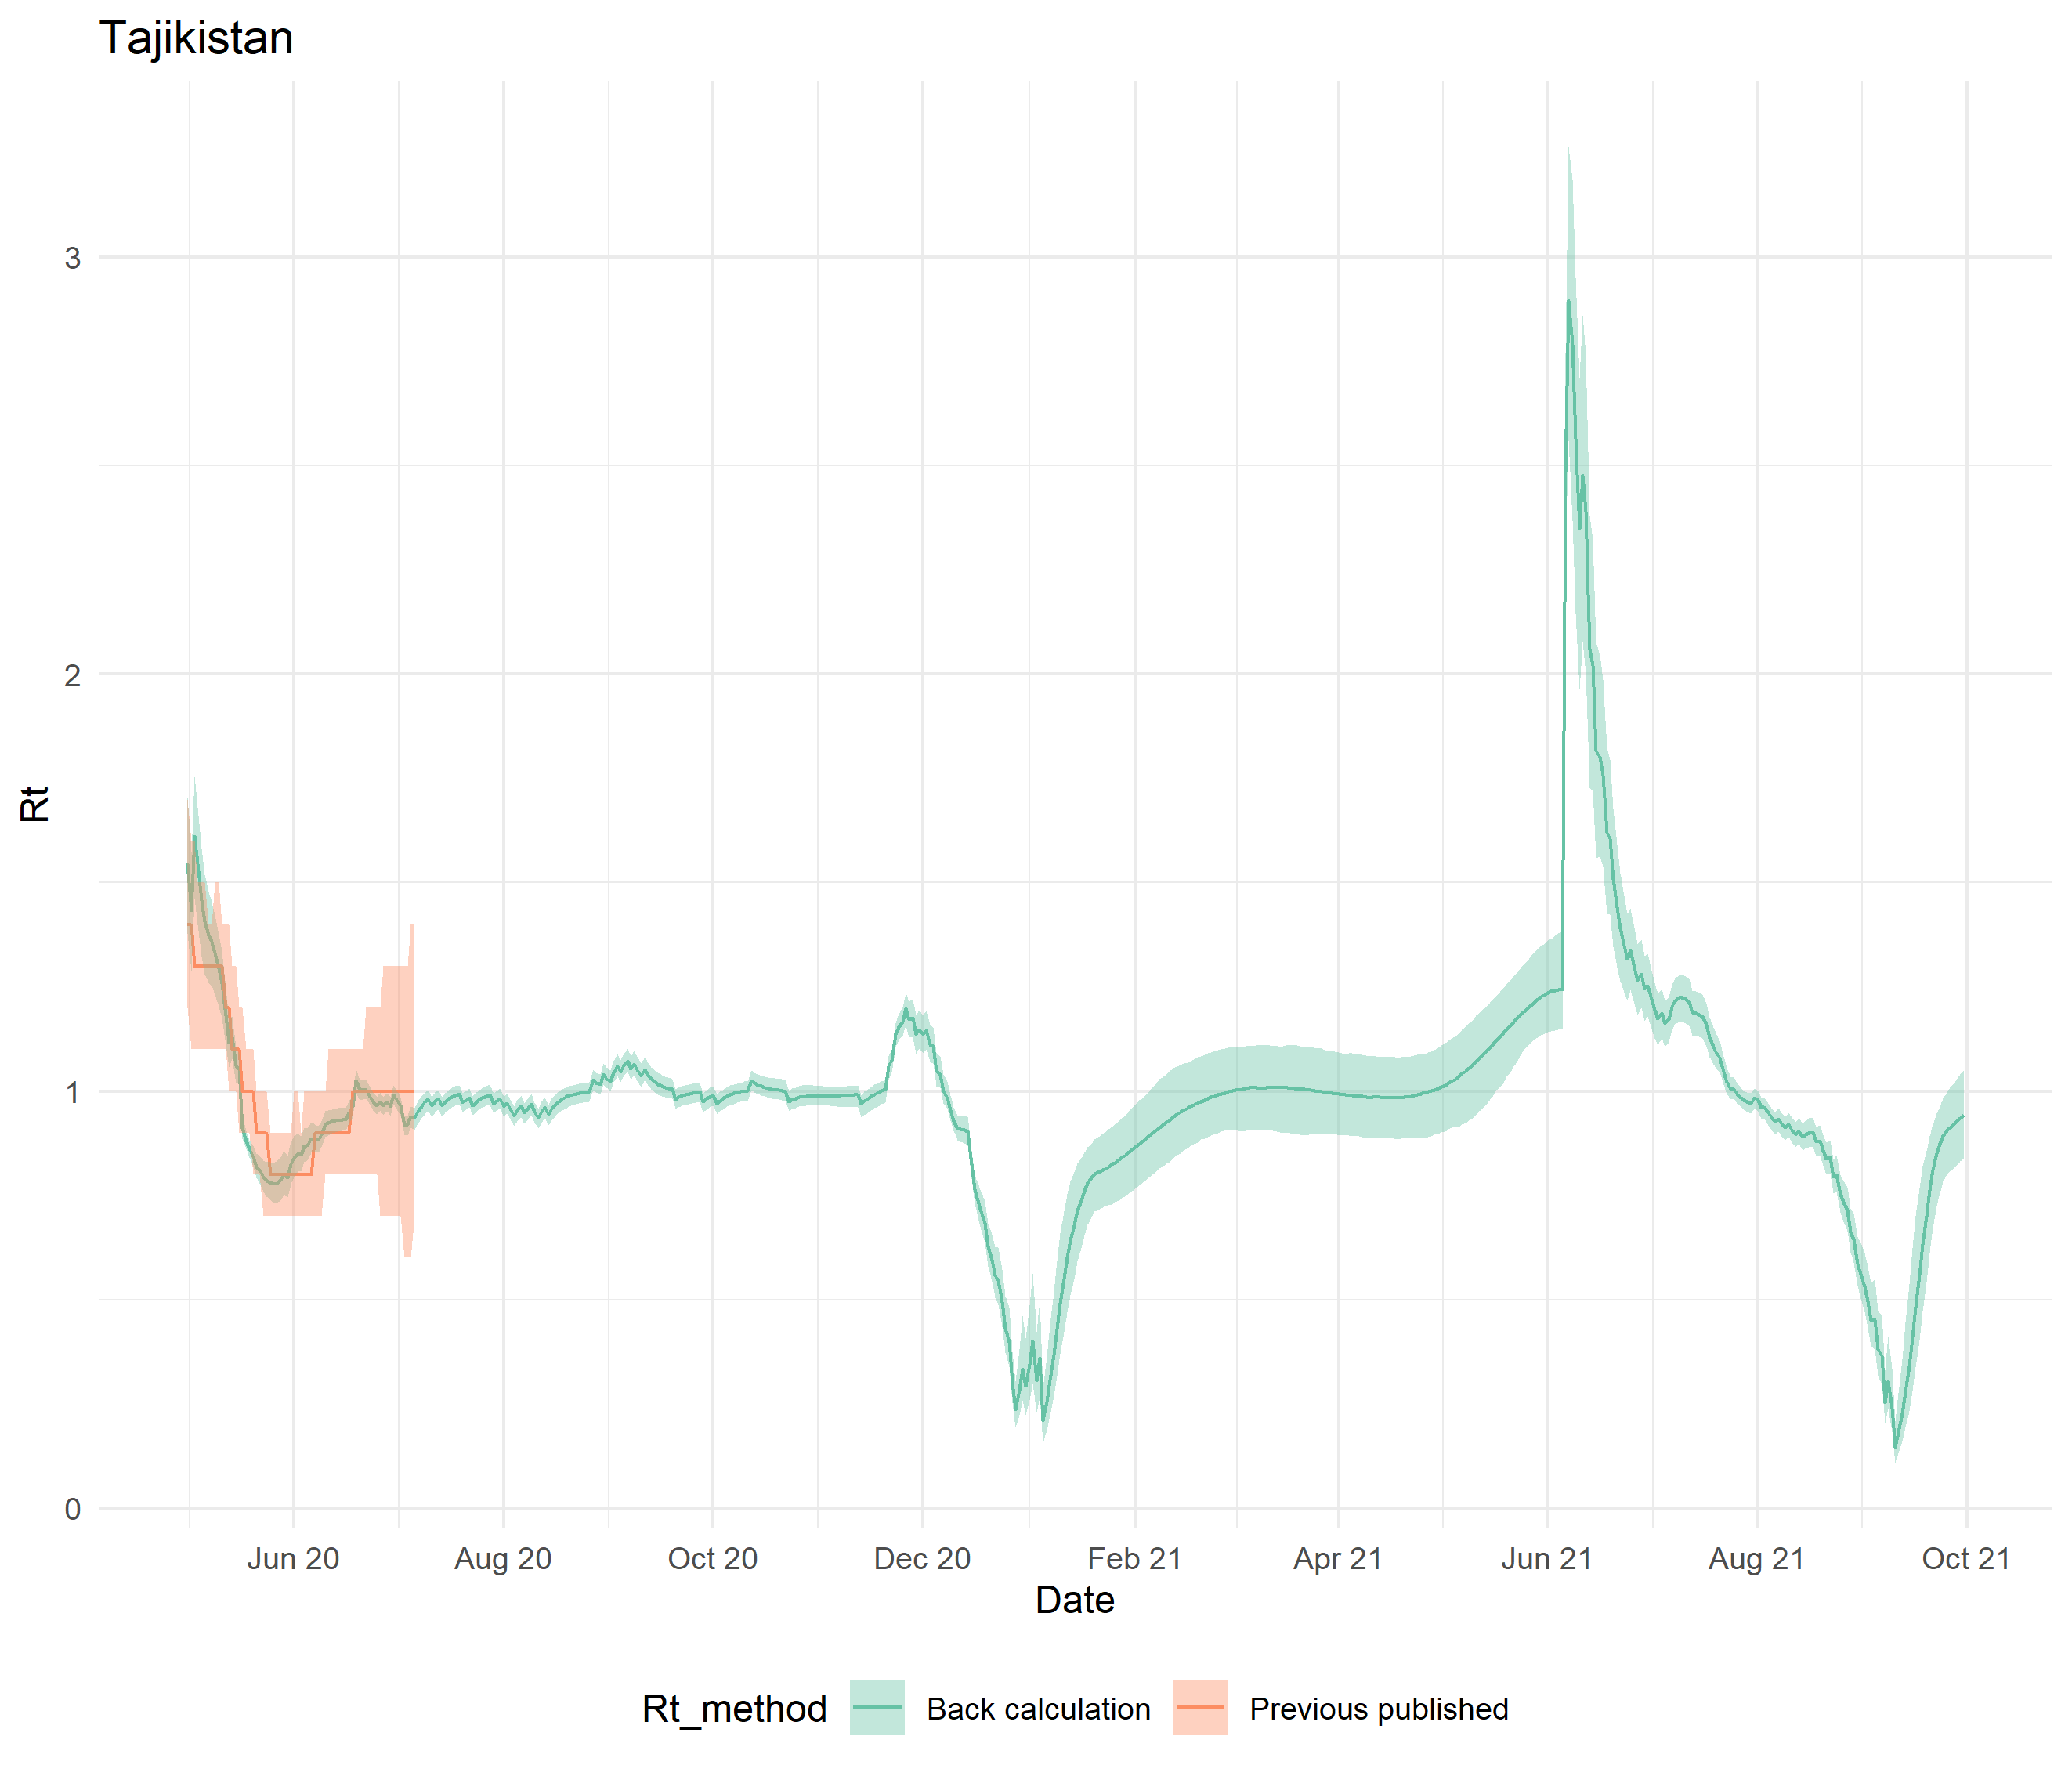 Tajikistan
Rt
3
2
1
0
Jun 20 Aug 20 Oct 20 Dec 20 Feb 21 Apr 21 Jun 21 Aug 21 Oct 21
Date
Rt_method Back calculation Previous published